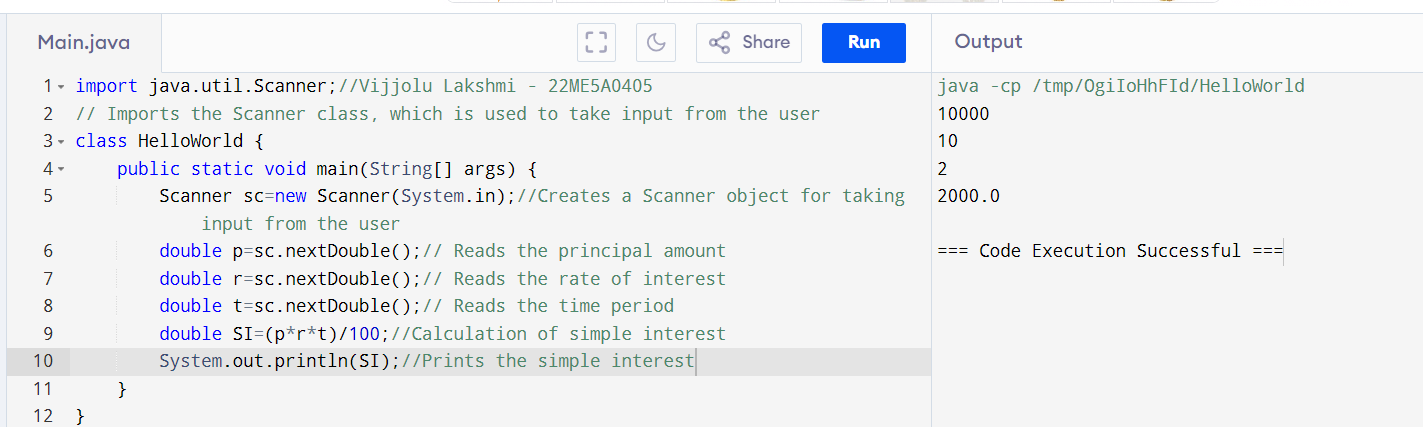 Main.java
Share
Run
Output
1 import java.util.Scanner;//Vijjolu Lakshmi - 22ME5A0405
2 // Imports the Scanner class, which is used to take input from the user
3 class HelloWorld {
4     public static void main(String[] args) {
5         Scanner sc=new Scanner(System.in);//Creates a Scanner object for taking
            input from the user
6         double p=sc.nextDouble();// Reads the principal amount
7         double r=sc.nextDouble();// Reads the rate of interest
8         double t=sc.nextDouble();// Reads the time period
9         double SI=(p*r*t)/100;//Calculation of simple interest
10         System.out.println(SI);//Prints the simple interest
11     }
12 }
java -cp /tmp/OgiIoHhFId/HelloWorld
10000
10
2
2000.0
=== Code Execution Successful ===